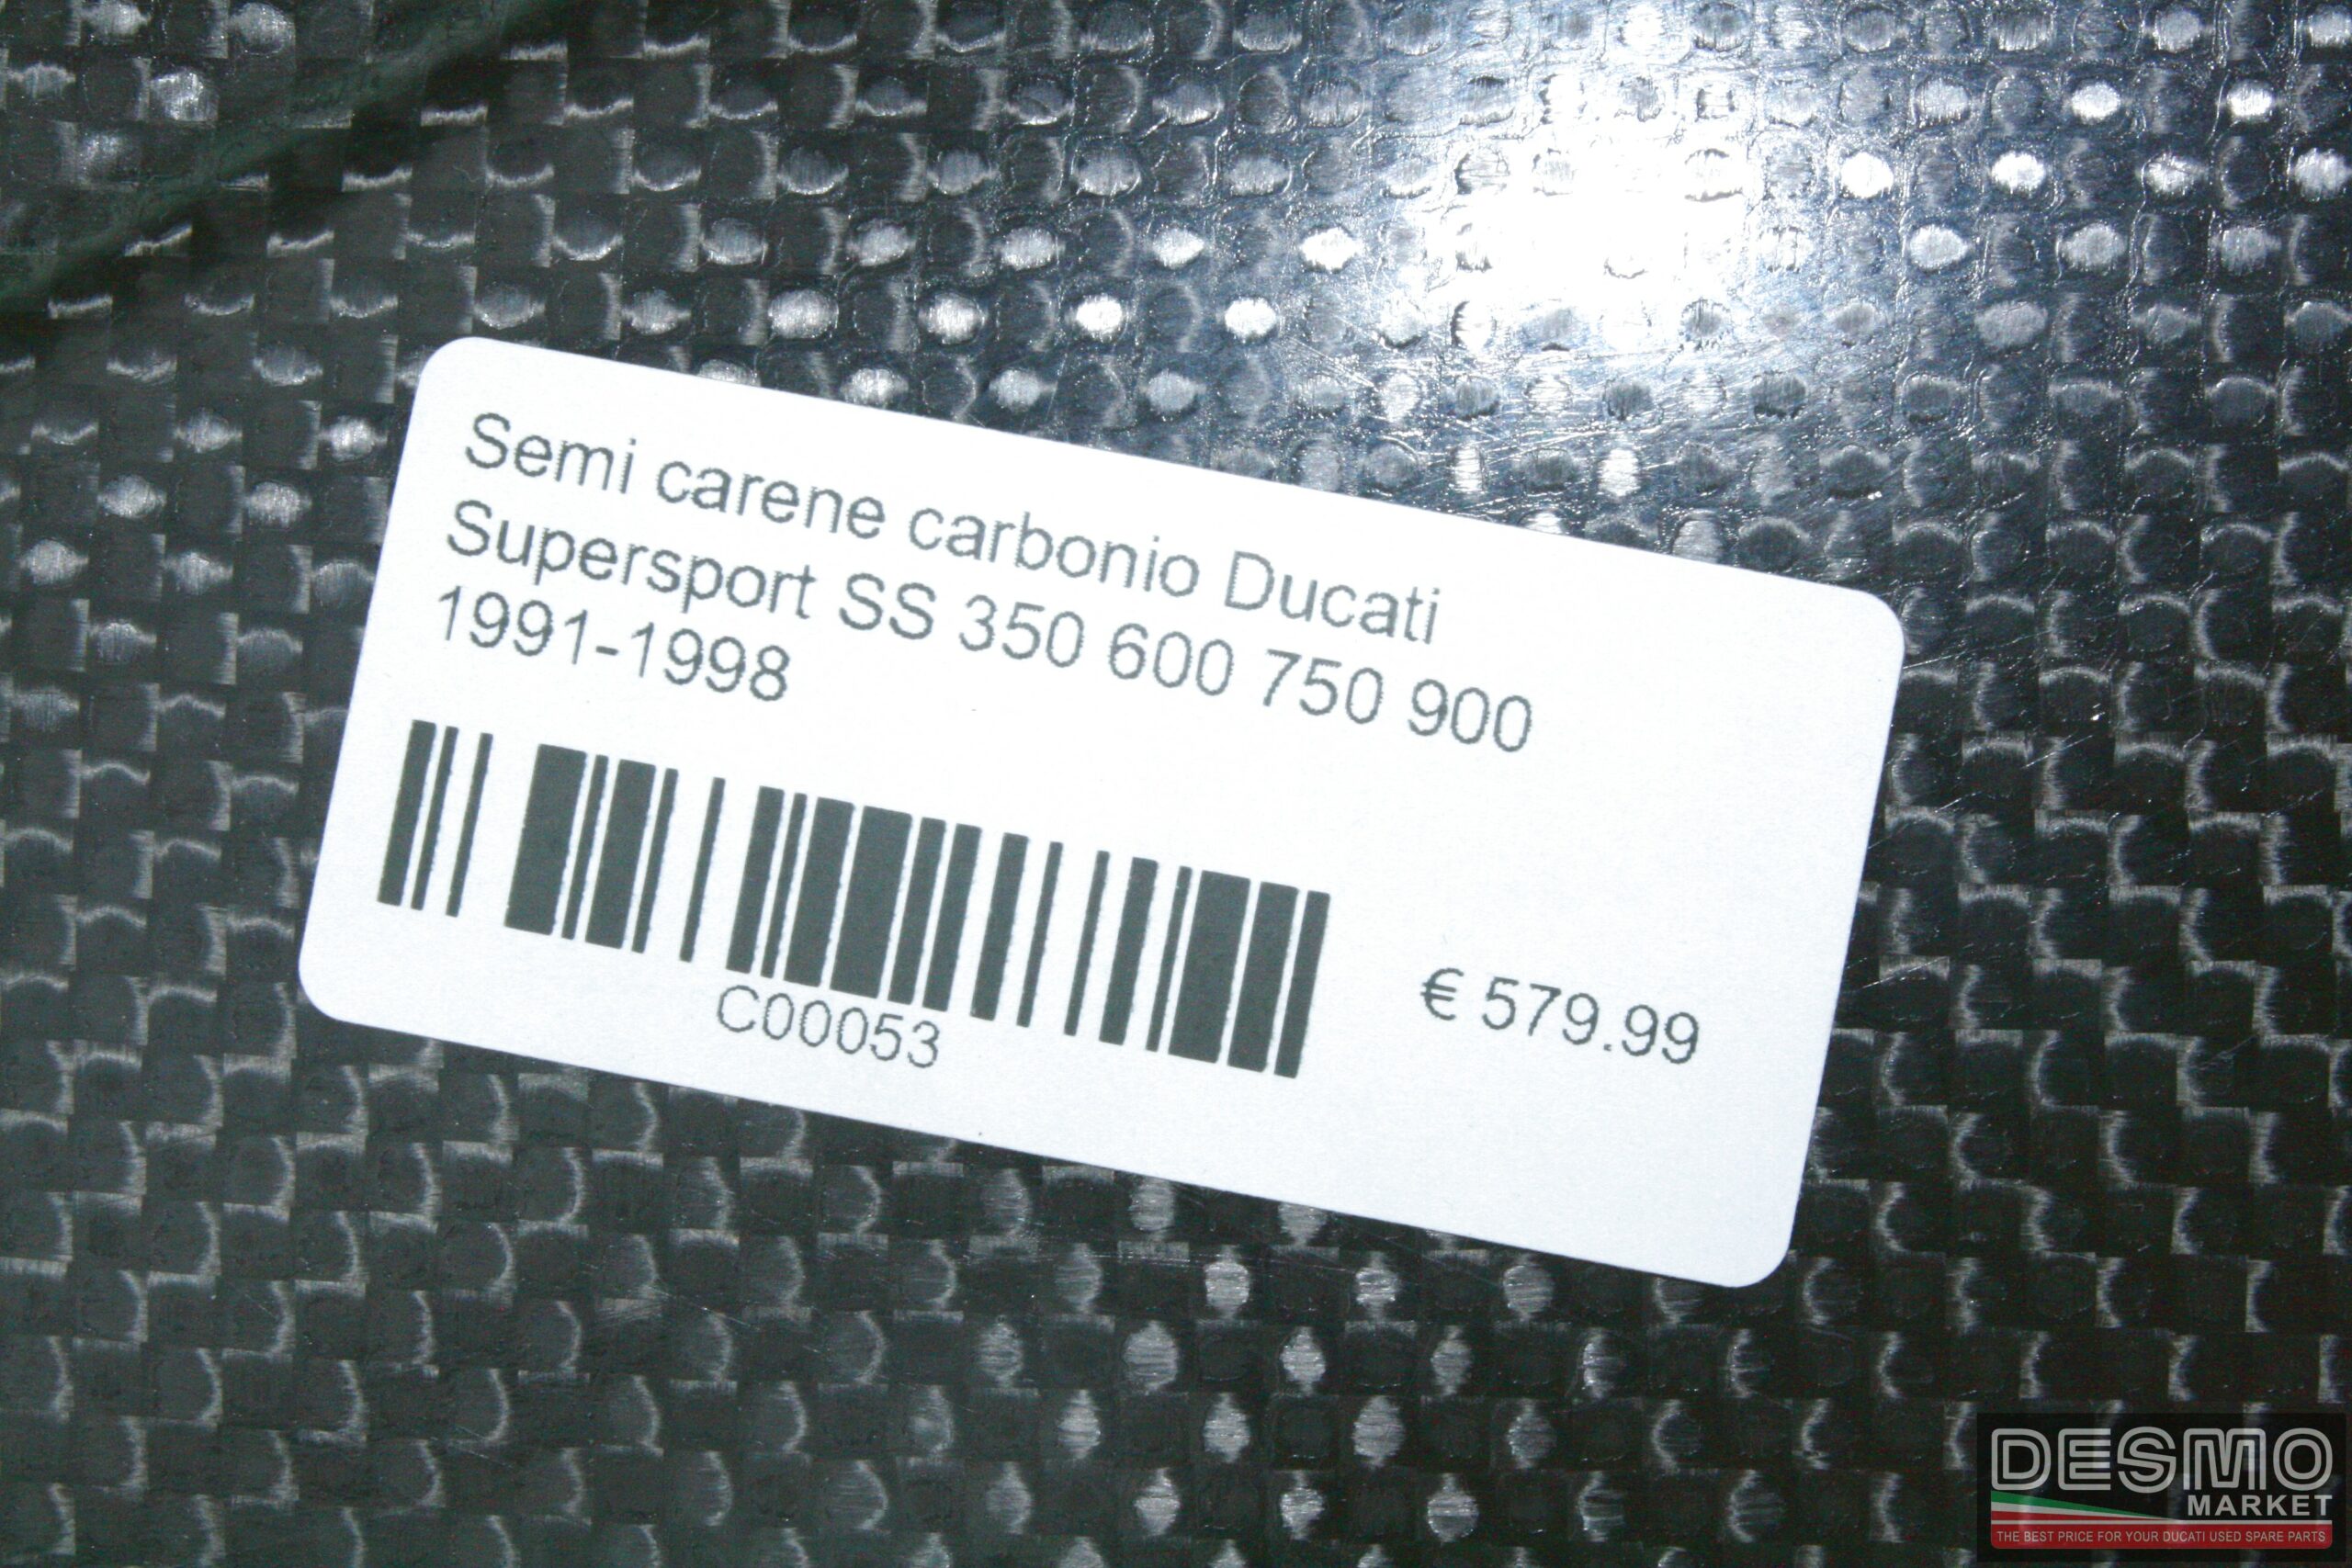 Semi carene carbonio Ducati
Supersport SS 350 600 750 900
1991-1998
C00053
€ 579.99
DESMO
MARKET
THE BEST PRICE FOR YOUR DUCATI USED SPARE PARTS